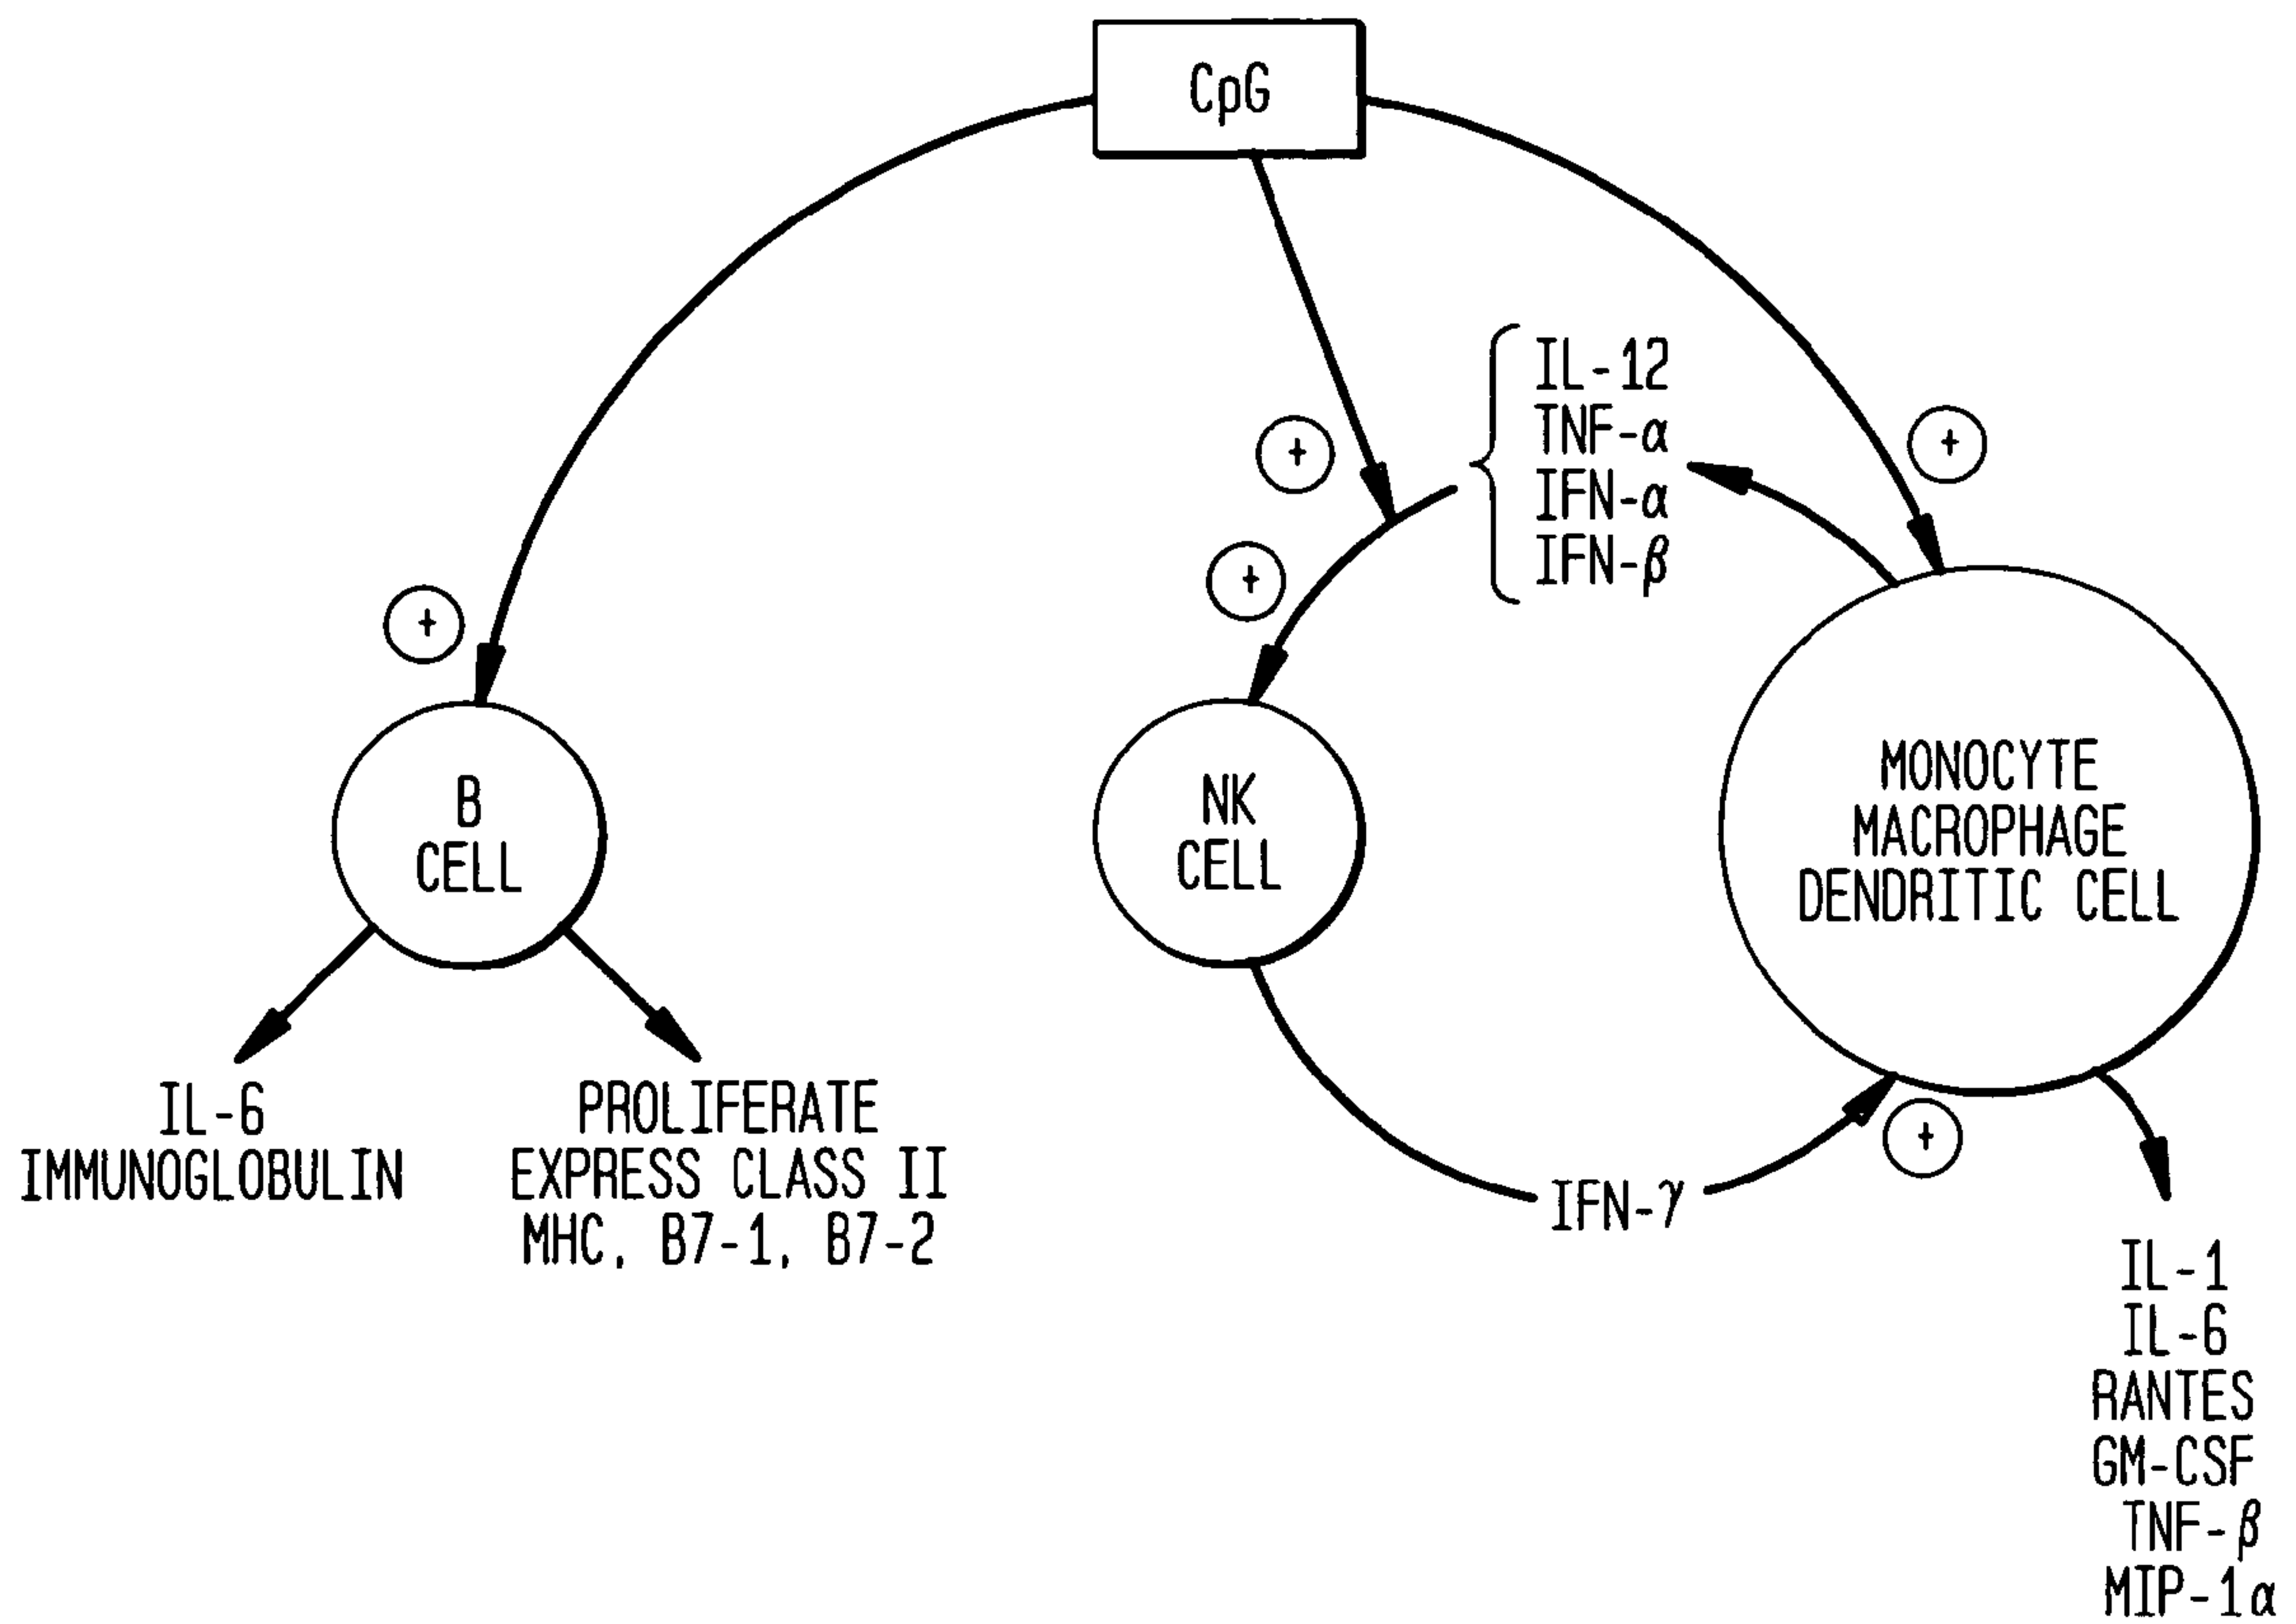 CpG
IL-12
TNF-α
IFN-α
IFN-β
+
+
+
+
B
CELL
NK
CELL
MONOCYTE
MACROPHAGE
DENDRITIC CELL
IL-6
IMMUNOGLOBULIN
PROLIFERATE
EXPRESS CLASS II
MHC, B7-1, B7-2
+
IFN-γ
IL-1
IL-6
RANTES
GM-CSF
TNF-β
MIP-1α